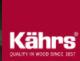 Kährs
QUALITY IN WOOD SINCE 1857